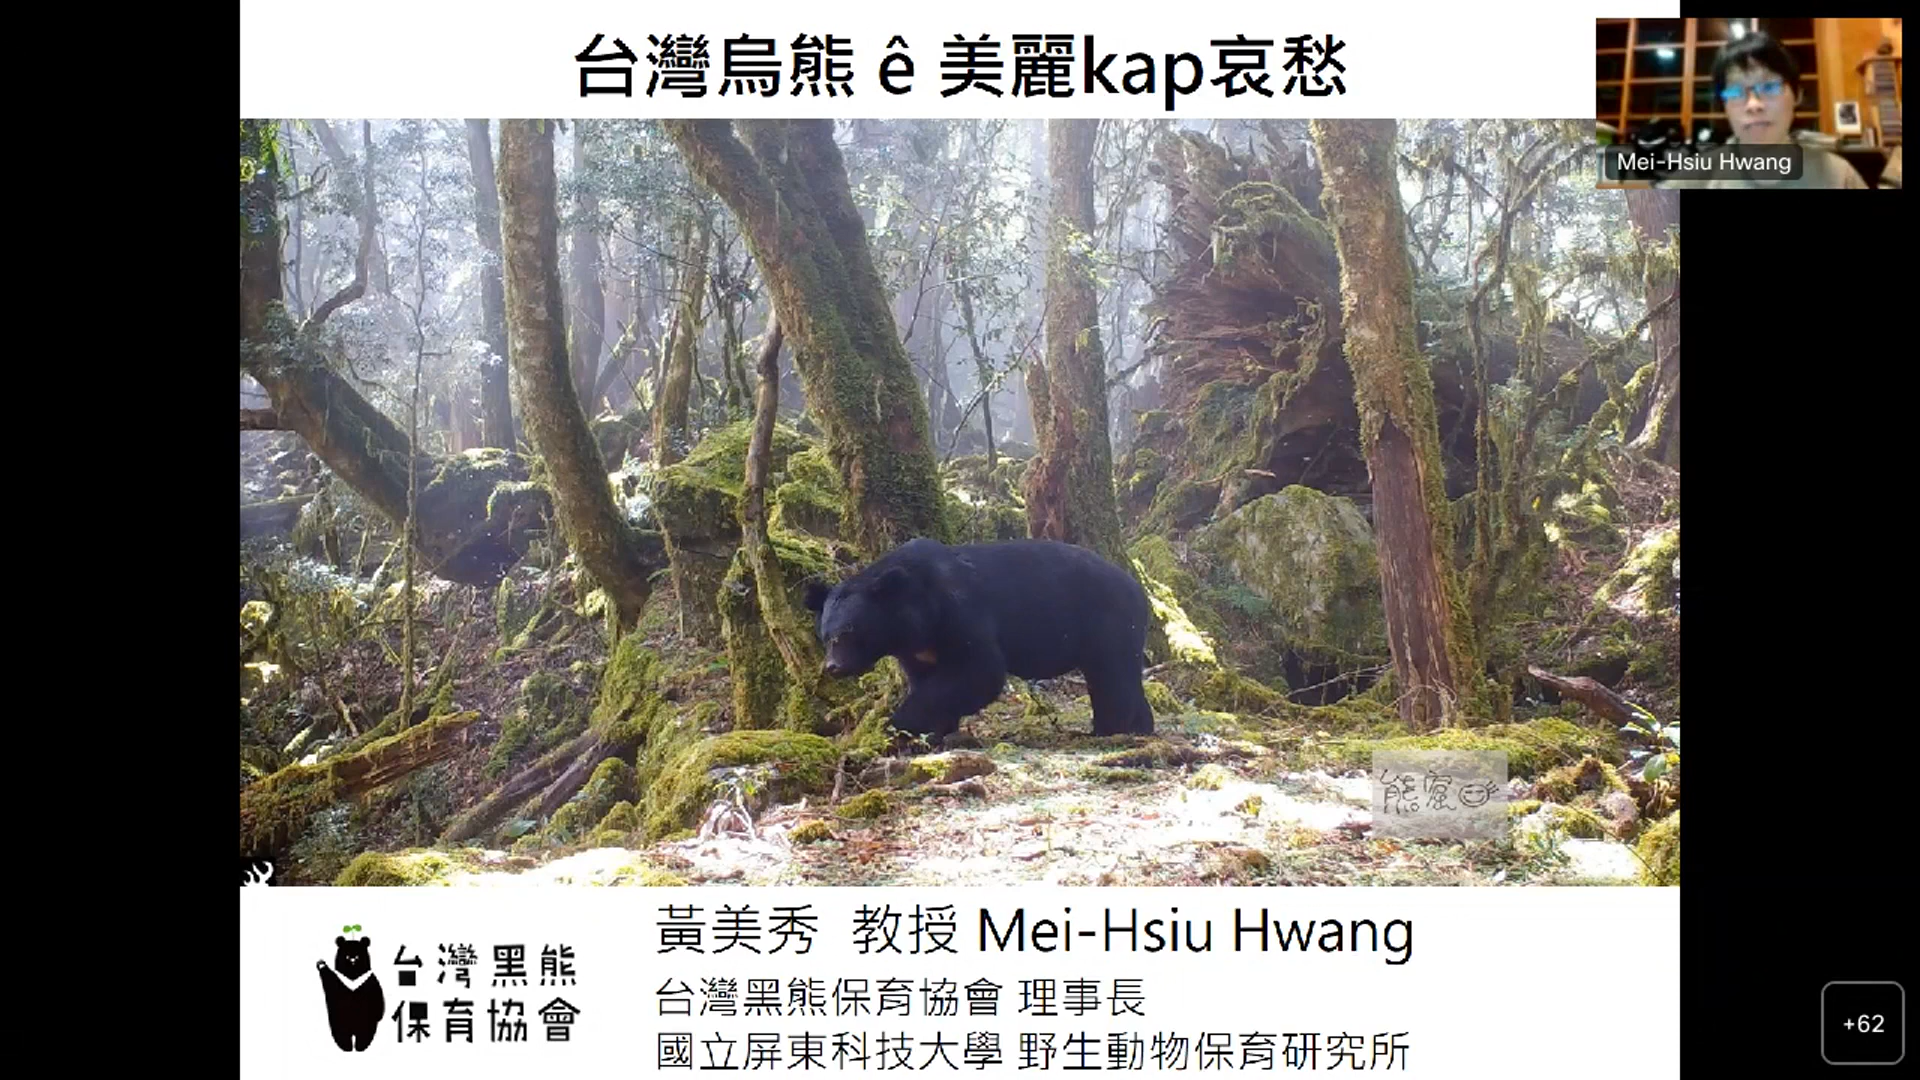 台灣烏熊 ê 美麗kap哀愁
Mei-Hsiu Hwang
熊窩
台灣黑熊
保育協會
黃美秀 教授 Mei-Hsiu Hwang
台灣黑熊保育協會 理事長
國立屏東科技大學 野生動物保育研究所
+62